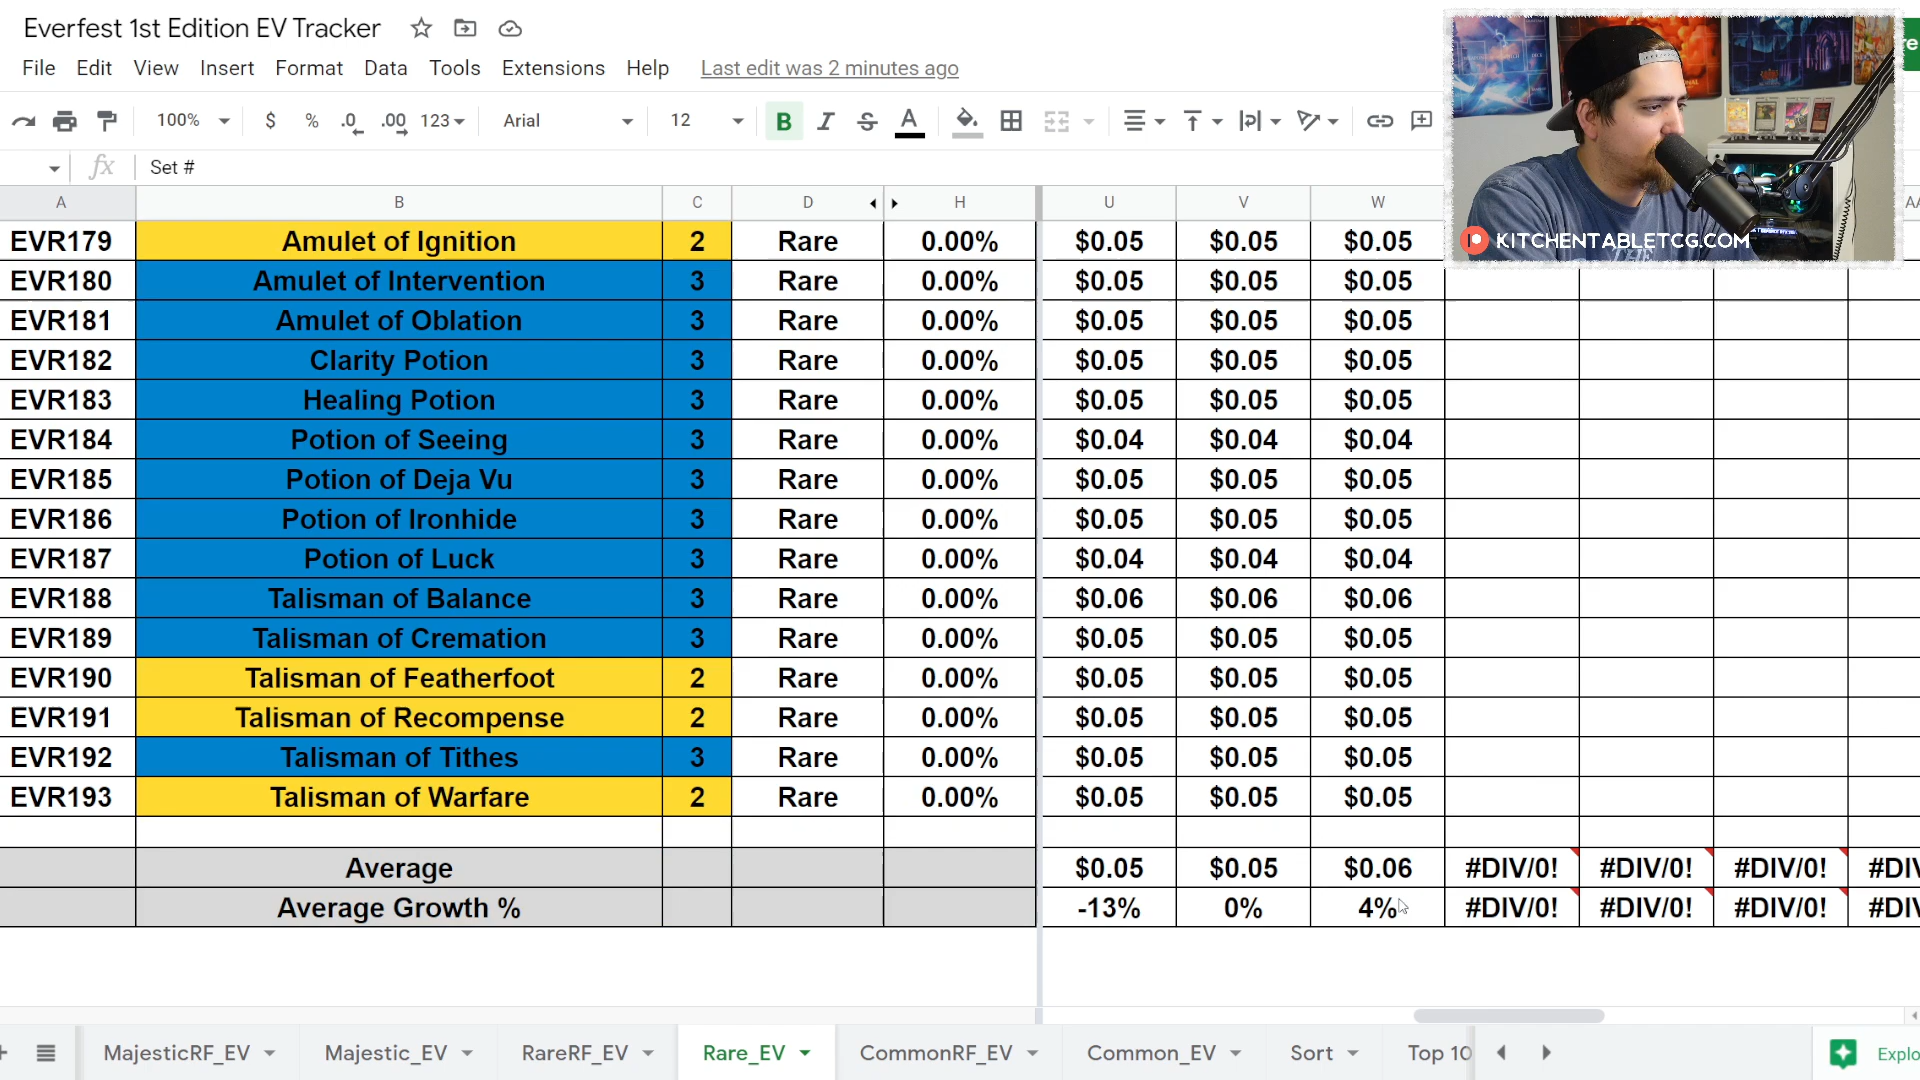 Everfest 1st Edition EV Tracker
File Edit View Insert Format Data Tools Extensions Help Last edit was 2 minutes ago
100% $ % .0 .00 123 Arial 12 B I S A
fx Set #
A B C D H U V W
EVR179 Amulet of Ignition 2 Rare 0.00% $0.05 $0.05 $0.05
KITCHENTABLETCG.COM
EVR180 Amulet of Intervention 3 Rare 0.00% $0.05 $0.05 $0.05
EVR181 Amulet of Oblation 3 Rare 0.00% $0.05 $0.05 $0.05
EVR182 Clarity Potion 3 Rare 0.00% $0.05 $0.05 $0.05
EVR183 Healing Potion 3 Rare 0.00% $0.05 $0.05 $0.05
EVR184 Potion of Seeing 3 Rare 0.00% $0.04 $0.04 $0.04
EVR185 Potion of Deja Vu 3 Rare 0.00% $0.05 $0.05 $0.05
EVR186 Potion of Ironhide 3 Rare 0.00% $0.05 $0.05 $0.05
EVR187 Potion of Luck 3 Rare 0.00% $0.04 $0.04 $0.04
EVR188 Talisman of Balance 3 Rare 0.00% $0.06 $0.06 $0.06
EVR189 Talisman of Cremation 3 Rare 0.00% $0.05 $0.05 $0.05
EVR190 Talisman of Featherfoot 2 Rare 0.00% $0.05 $0.05 $0.05
EVR191 Talisman of Recompense 2 Rare 0.00% $0.05 $0.05 $0.05
EVR192 Talisman of Tithes 3 Rare 0.00% $0.05 $0.05 $0.05
EVR193 Talisman of Warfare 2 Rare 0.00% $0.05 $0.05 $0.05
Average $0.05 $0.05 $0.06 #DIV/0! #DIV/0! #DIV/0! #DIV
Average Growth % -13% 0% 4% #DIV/0! #DIV/0! #DIV/0! #DIV
MajesticRF_EV Majestic_EV RareRF_EV Rare_EV CommonRF_EV Common_EV Sort Top 10 Explo